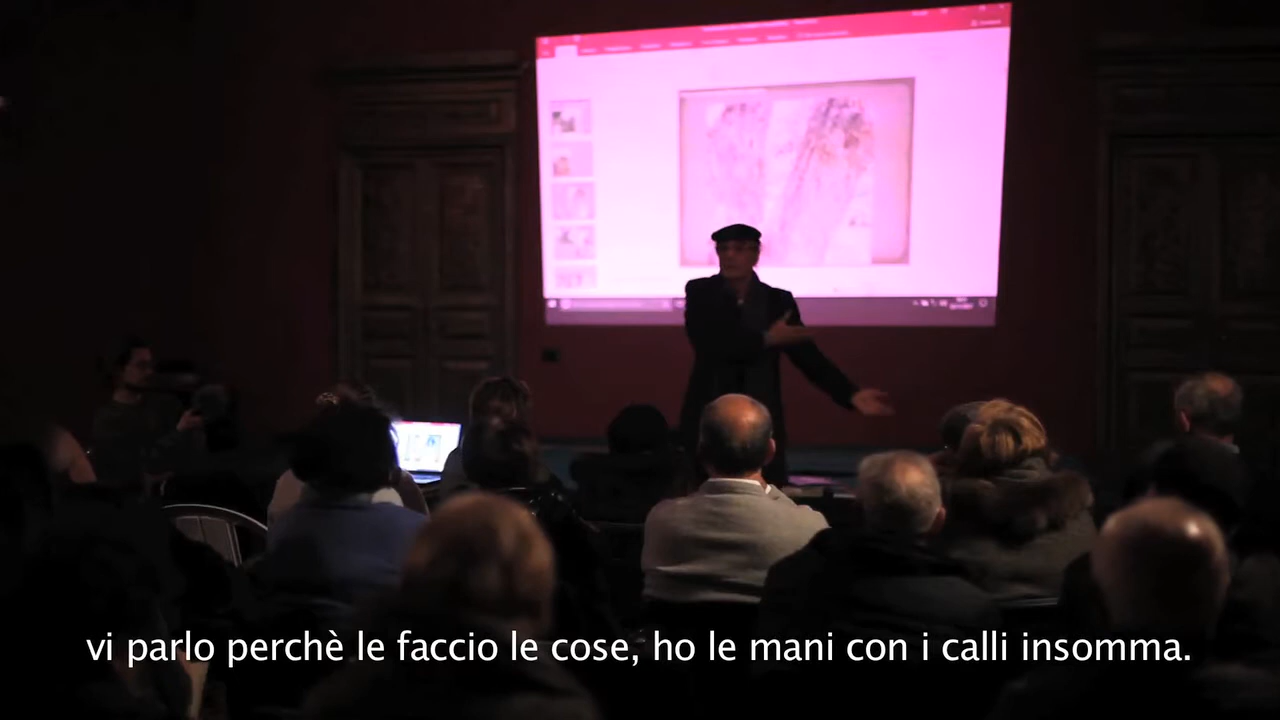 vi parlo perchè le faccio le cose, ho le mani con i calli insomma.